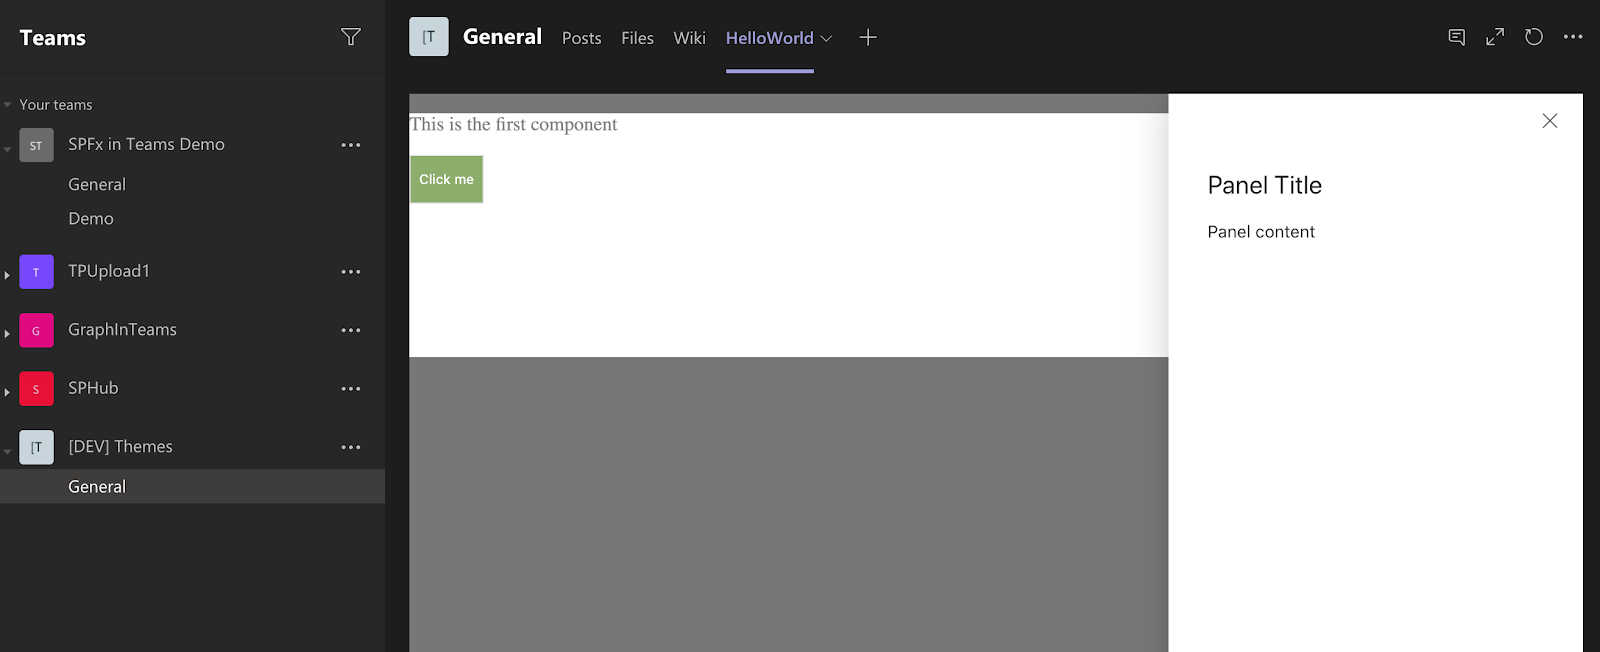 Teams
Your teams
ST SPFx in Teams Demo
General
Demo
T TPUpload1
G GraphInTeams
S SPHub
[T [DEV] Themes
General
[T General Posts Files Wiki HelloWorld
This is the first component
Click me
Panel Title
Panel content